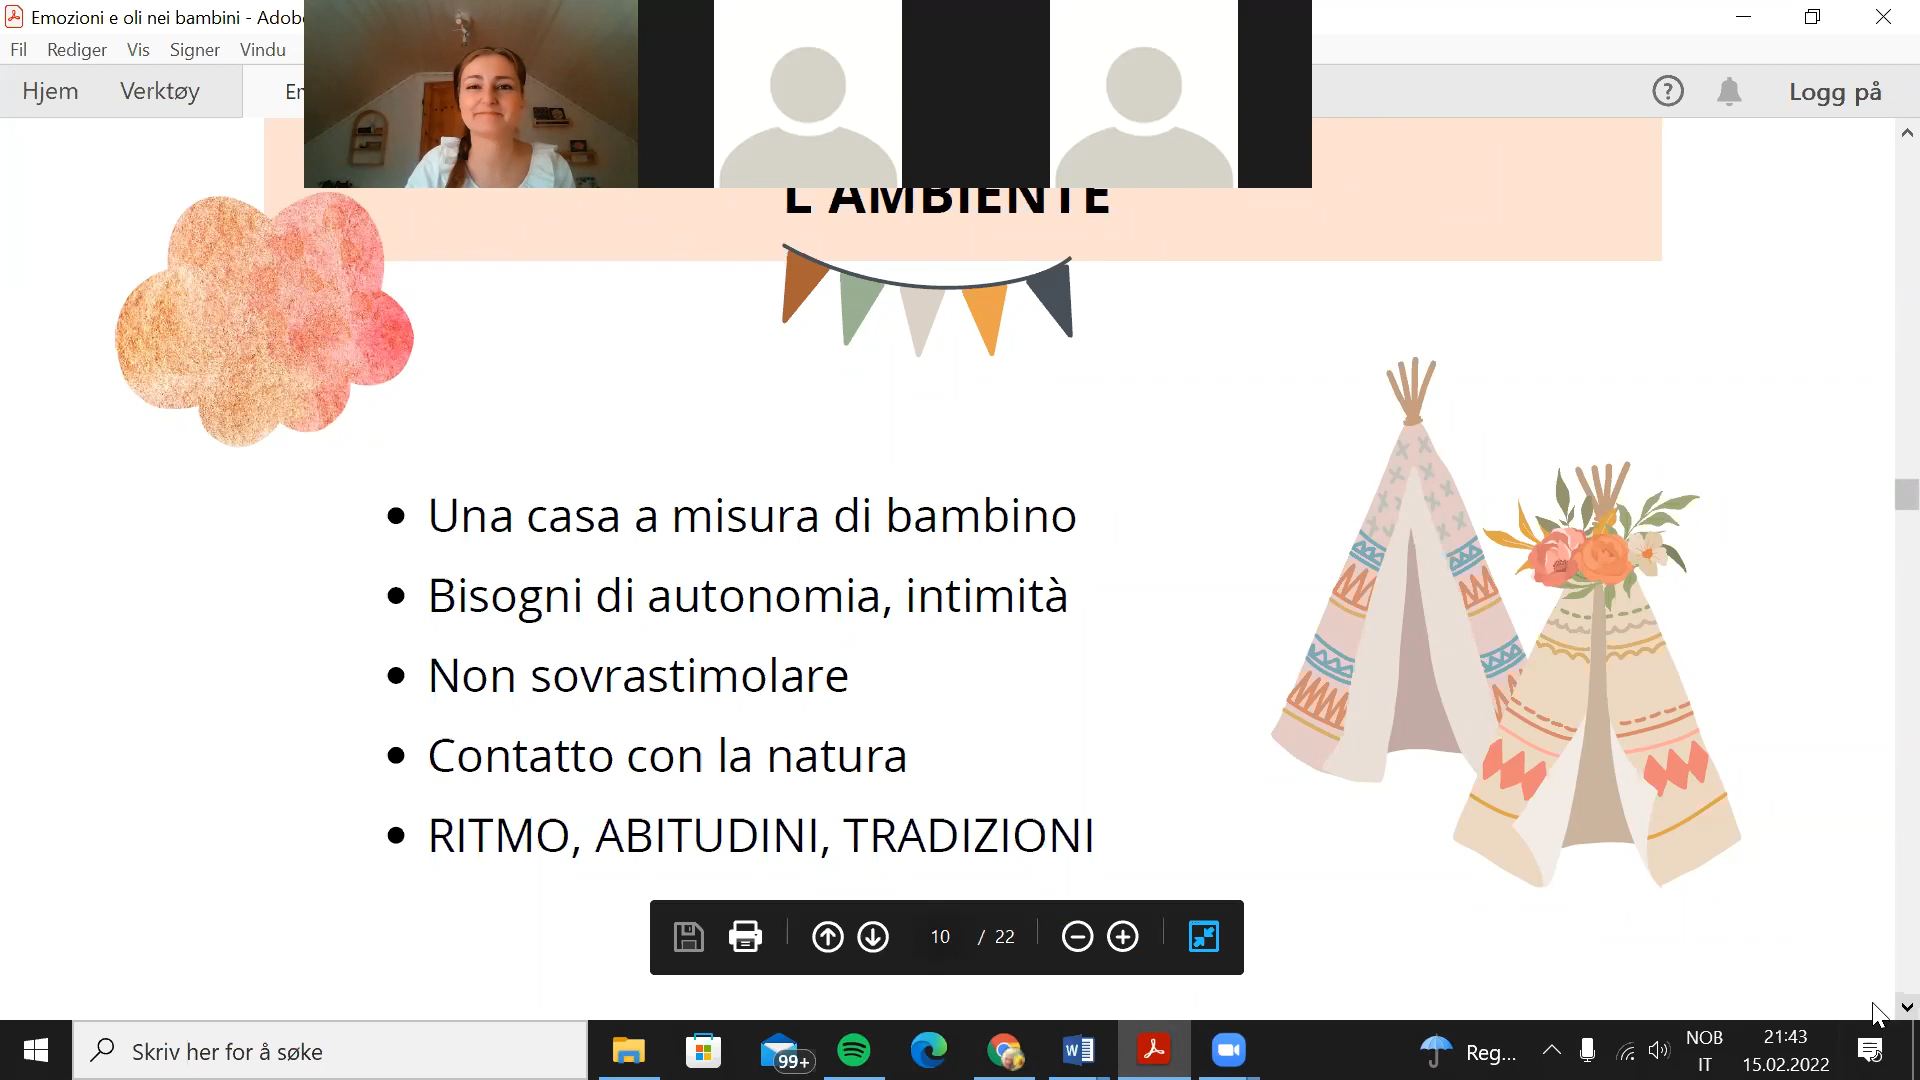 Emozioni e oli nei bambini - Adob
Fil Rediger Vis Signer Vindu
Hjem Verktøy Logg på
L'AMBIENTE
Una casa a misura di bambino
Bisogni di autonomia, intimità
Non sovrastimolare
Contatto con la natura
RITMO, ABITUDINI, TRADIZIONI
10 / 22
Skriv her for å søke
99+
Reg...
NOB
IT
21:43
15.02.2022